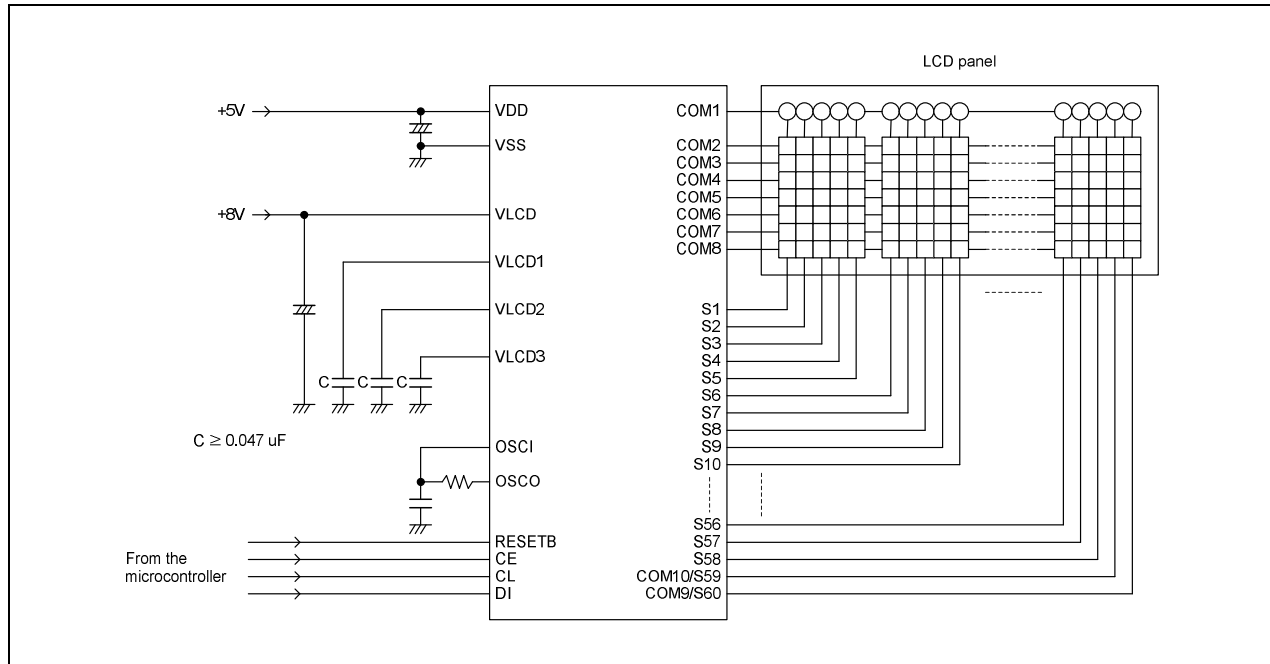 LCD panel
+5V
VDD
VSS
+8V
VLCD
VLCD1
VLCD2
VLCD3
C
C
C
C ≥ 0.047 uF
OSCI
OSCO
From the
microcontroller
RESETB
CE
CL
DI
COM1
COM2
COM3
COM4
COM5
COM6
COM7
COM8
S1
S2
S3
S4
S5
S6
S7
S8
S9
S10
S56
S57
S58
COM10/S59
COM9/S60